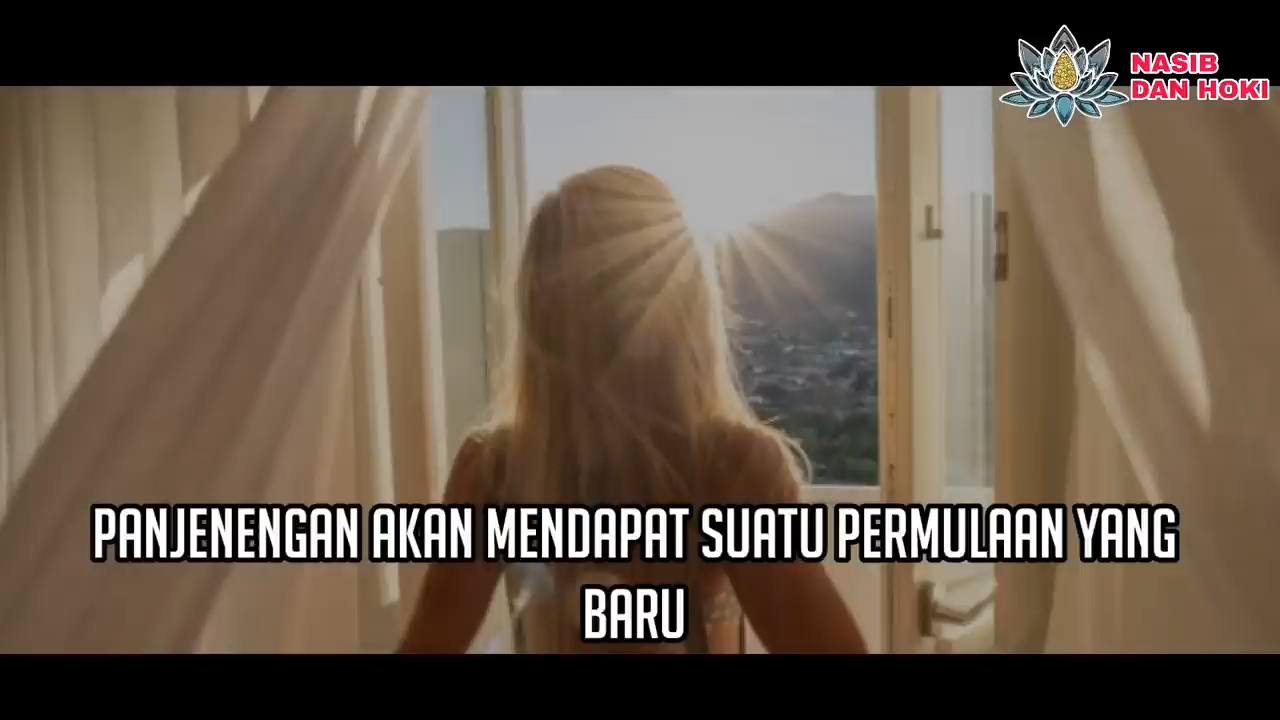 NASIB
DAN HOKI
PANJENENGAN AKAN MENDAPAT SUATU PERMULAAN YANG
BARU